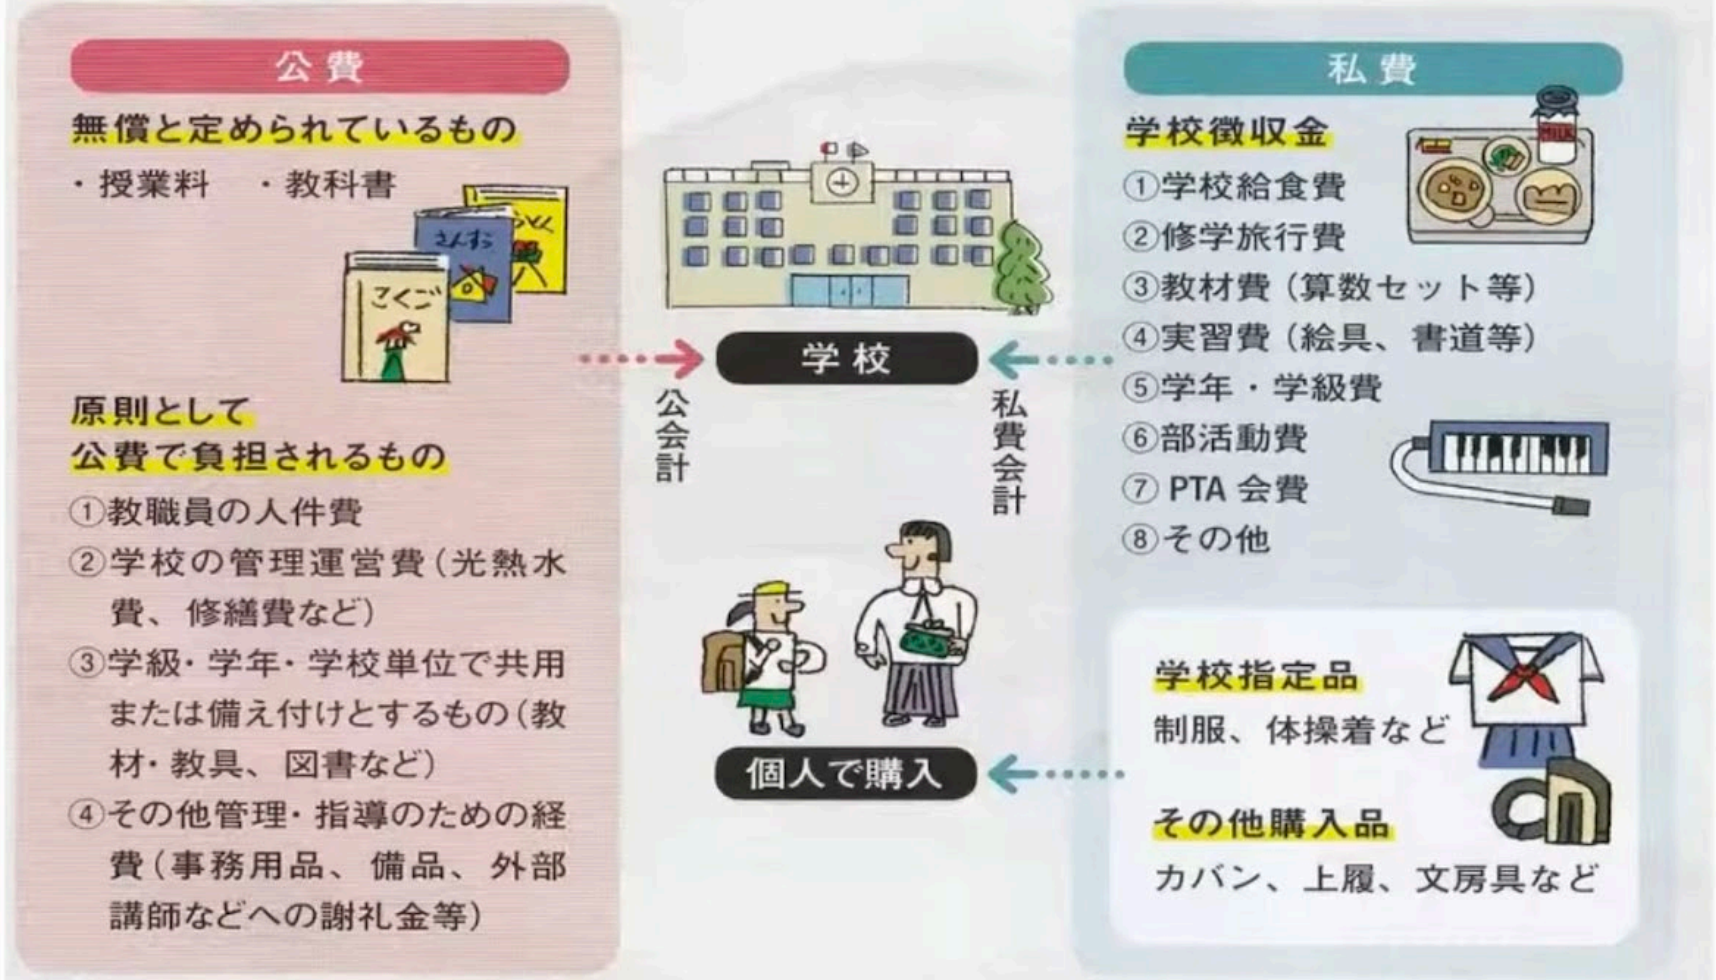 公費
無償と定められているもの
・授業料 ・教科書
こくご
さんすう
原則として
公費で負担されるもの
①教職員の人件費
②学校の管理運営費(光熱水
費、修繕費など)
③学級・学年・学校単位で共用
または備え付けとするもの(教
材・教具、図書など)
④その他管理・指導のための経
費(事務用品、備品、外部
講師などへの謝礼金等)
学校
公会計
私費会計
個人で購入
私費
学校徴収金
MILK
①学校給食費
②修学旅行費
③教材費(算数セット等)
④実習費(絵具、書道等)
⑤学年・学級費
⑥部活動費
⑦PTA会費
⑧その他
学校指定品
制服、体操着など
その他購入品
カバン、上履、文房具など